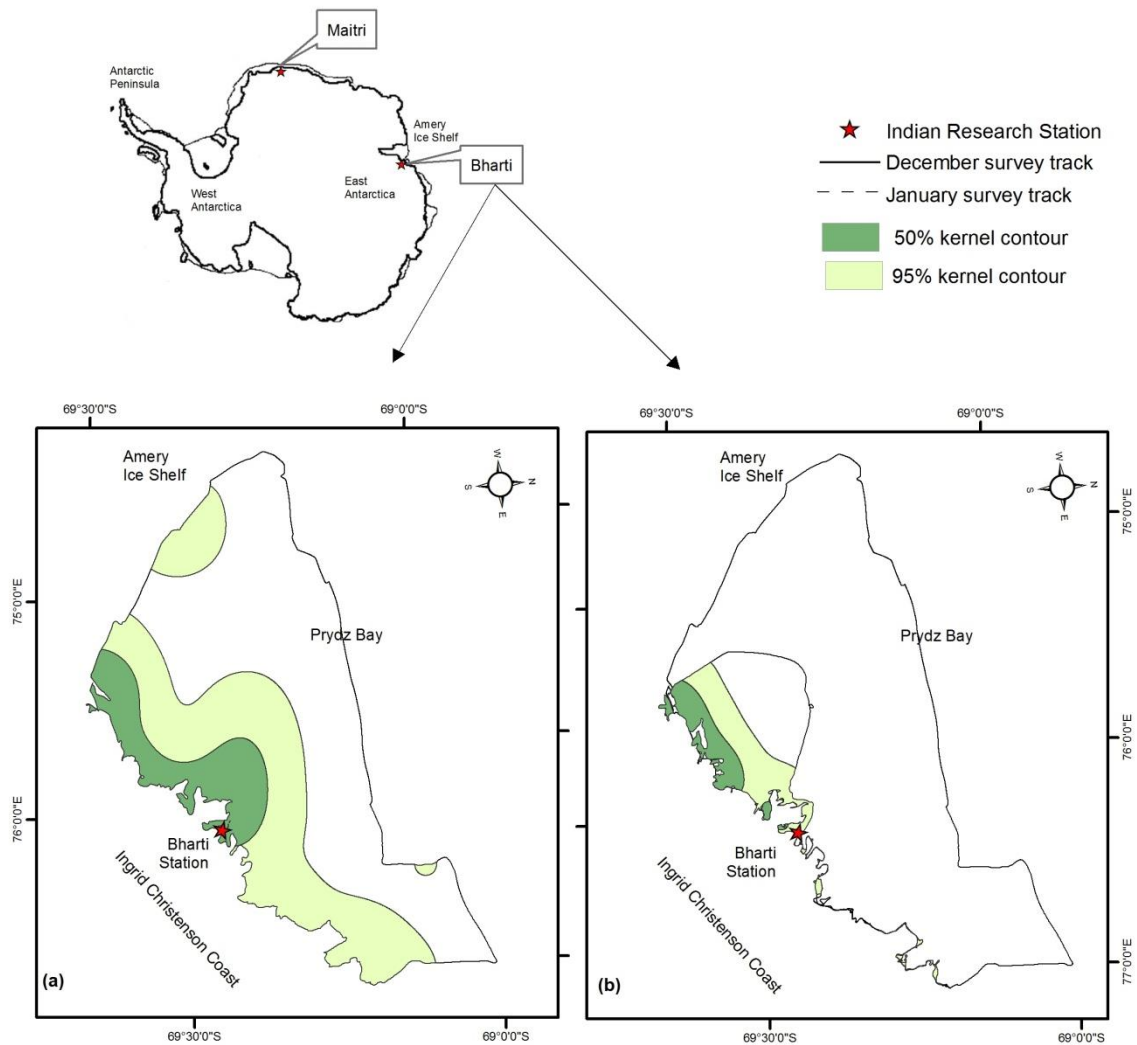 Maitri
Antarctic
Peninsula
Amery
Ice Shelf
Bharti
East
Antarctica
West
Antarctica
Indian Research Station
December survey track
January survey track
50% kernel contour
95% kernel contour
69°30'0"S
69°0'0"S
Amery
Ice Shelf
W
N
S
E
75°0'0"E
Prydz Bay
76°0'0"E
Bharti
Station
Ingrid Christenson Coast
(a)
69°30'0"S
69°0'0"S
69°30'0"S
69°0'0"S
Amery
Ice Shelf
W
N
S
E
75°0'0"E
Prydz Bay
76°0'0"E
Bharti
Station
Ingrid Christenson Coast
77°0'0"E
(b)
69°30'0"S
69°0'0"S